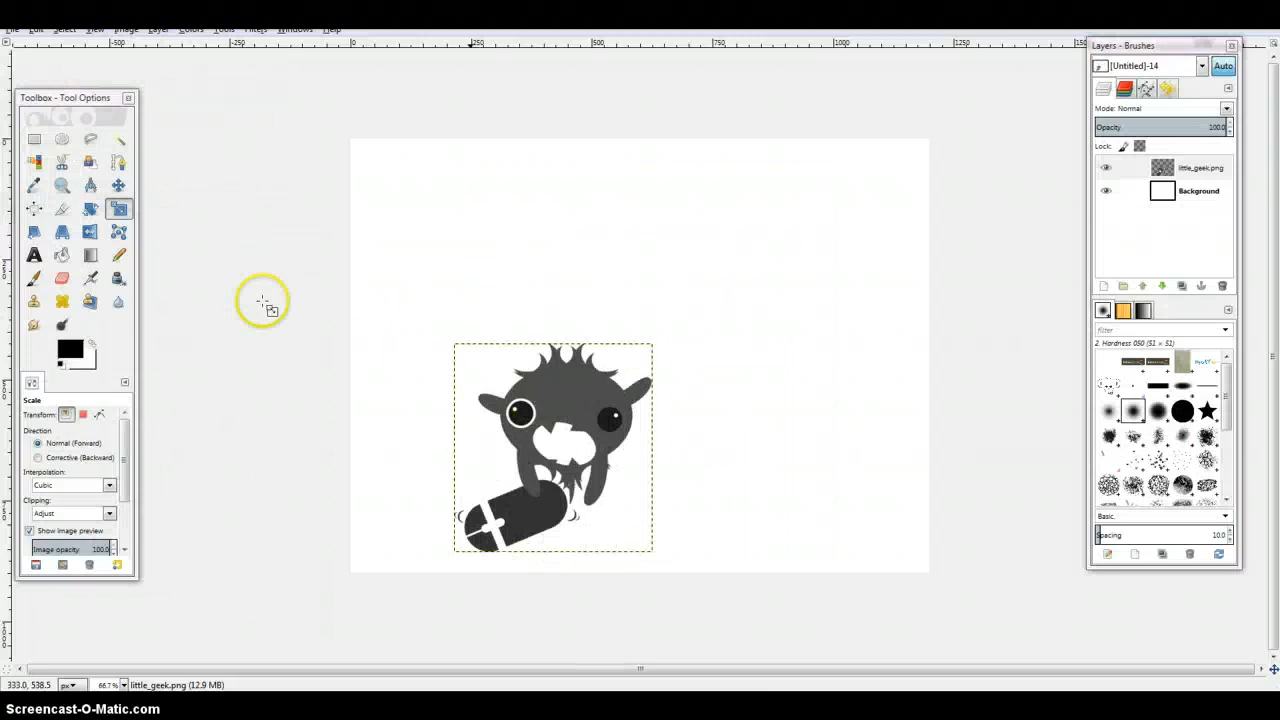 File Edit Select View Image Layer Colors Tools Filters Windows Help
-500 -250 0 250 500 750 1000 1250
Layers - Brushes
[Untitled]-14
Auto
Toolbox - Tool Options
Mode: Normal
Opacity 100.0
Lock:
little_geek.png
Background
filter
2. Hardness 050 (51 × 51)
Scale
Transform:
Direction
Normal (Forward)
Corrective (Backward)
Interpolation:
Cubic
Clipping:
Adjust
Show image preview
Image opacity 100.0
Basic,
Spacing 10.0
333.0, 538.5 px 66.7% little_geek.png (12.9 MB)
Screencast-O-Matic.com